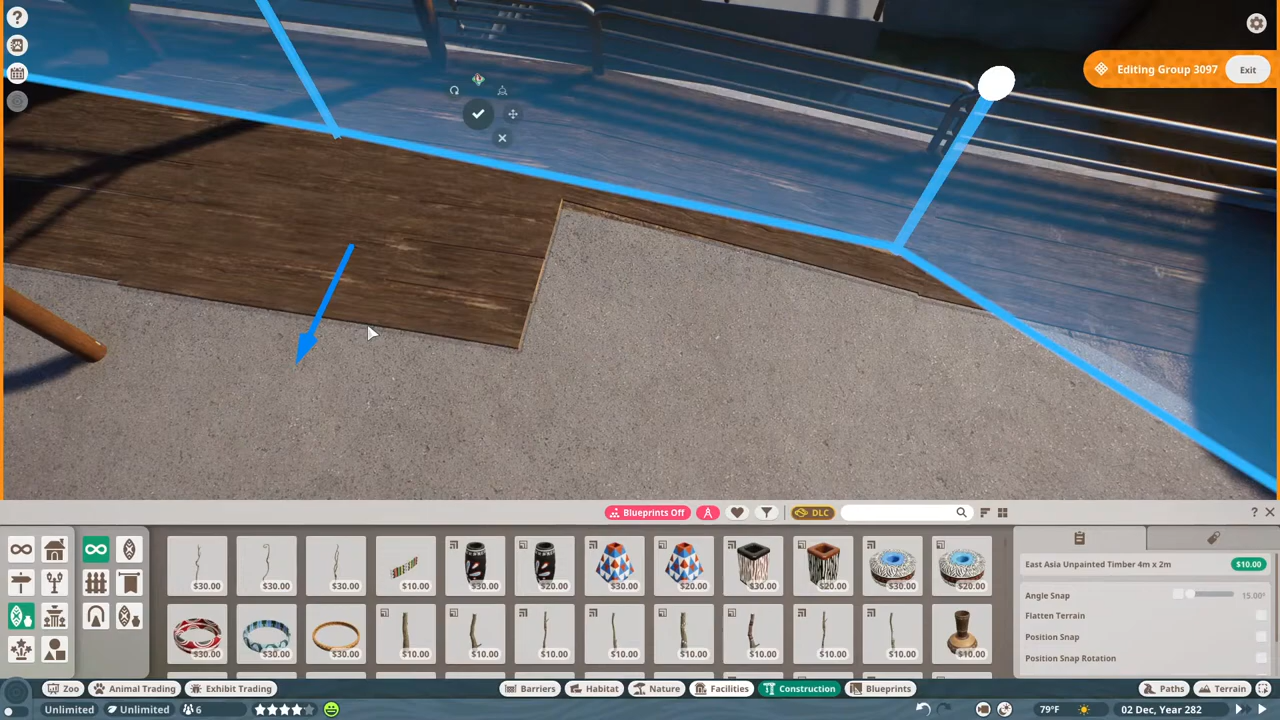 Editing Group 3097 Exit
Blueprints Off DLC
East Asia Unpainted Timber 4m x 2m $10.00
$30.00 $30.00 $30.00 $10.00 $30.00 $20.00 $30.00 $20.00 $30.00 $10.00 $30.00 $20.00
Angle Snap 15.00°
Flatten Terrain
Position Snap
$30.00 $30.00 $30.00 $10.00 $10.00 $10.00 $10.00 $10.00 $10.00 $10.00 $10.00 $10.00
Position Snap Rotation
Zoo Animal Trading Exhibit Trading Barriers Habitat Nature Facilities Construction Blueprints Paths Terrain
Unlimited Unlimited 6 79°F 02 Dec, Year 282